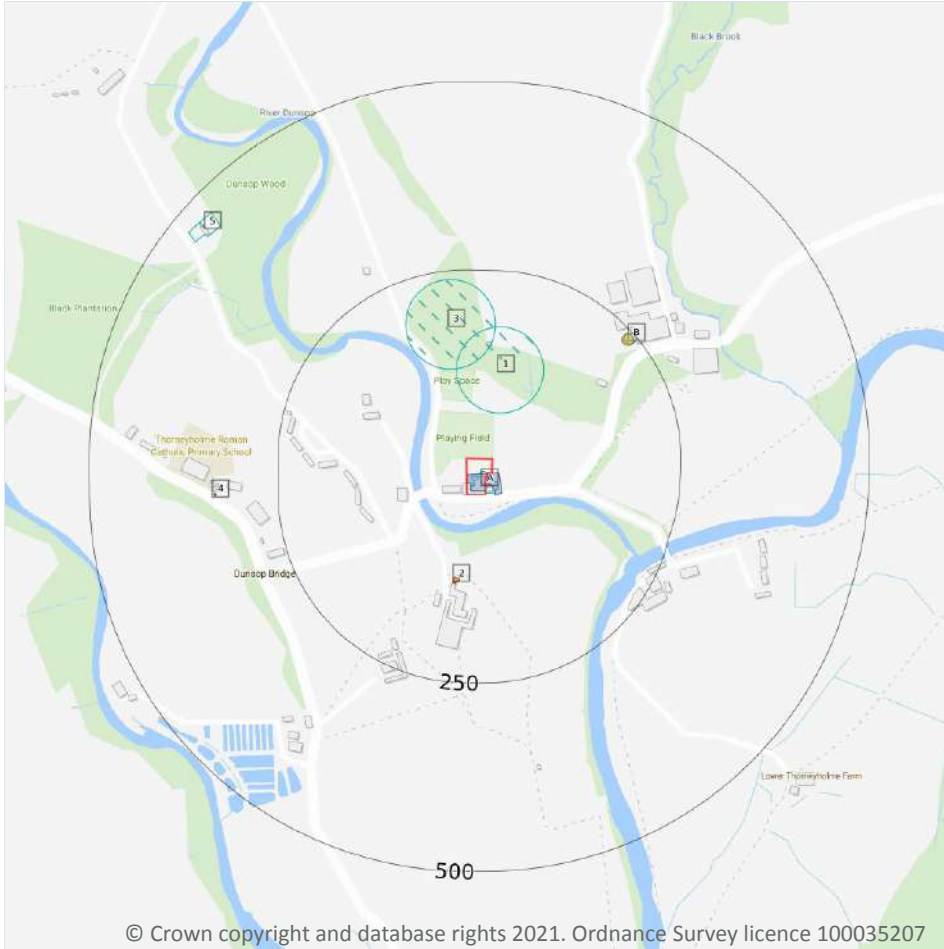 Black Brook
River Dunsop
Dunsop Wood
5
Black Plantation
3
B
1
Play Space
Playing Field
Thorneyholme Roman
Catholic Primary School
A
4
2
Dunsop Bridge
250
Lower Thorneyholme Farm
500
© Crown copyright and database rights 2021. Ordnance Survey licence 100035207